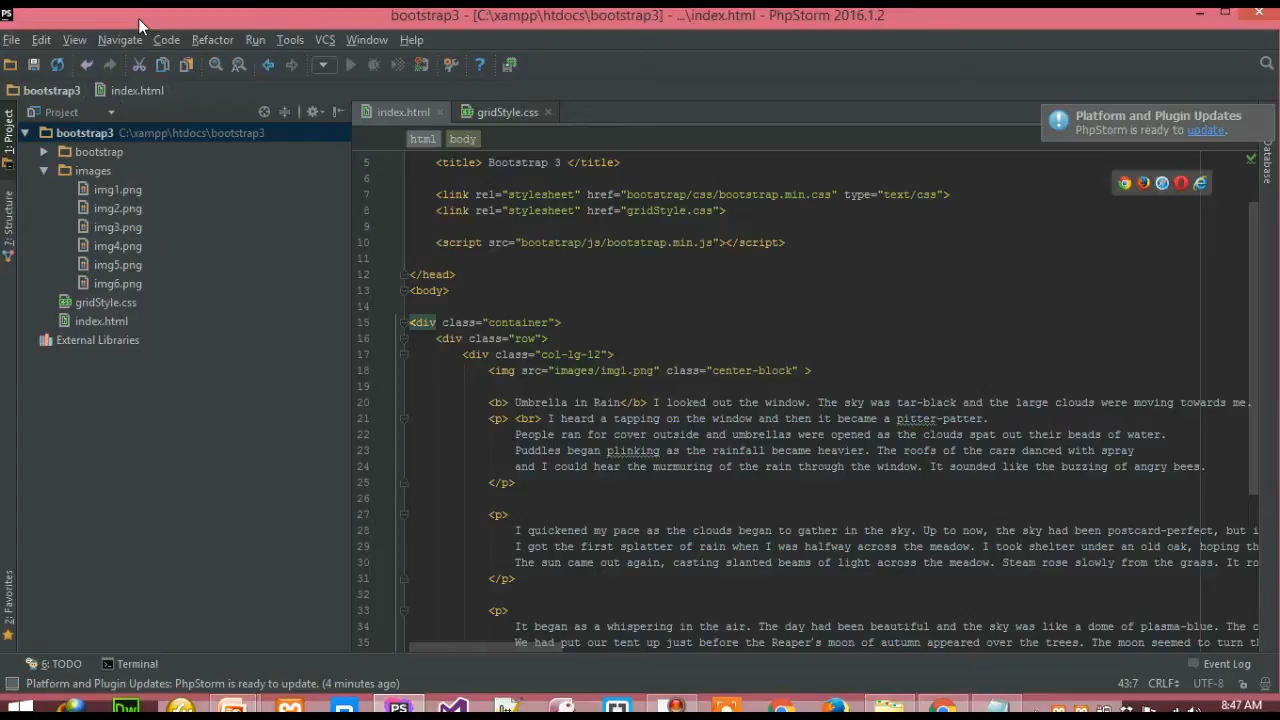 PS
bootstrap3 - [C:\xampp\htdocs\bootstrap3] - ...\index.html - PhpStorm 2016.1.2
File Edit View Navigate Code Refactor Run Tools VCS Window Help
bootstrap3 index.html
1: Project
7: Structure
2: Favorites
Project
bootstrap3 C:\xampp\htdocs\bootstrap3
bootstrap
images
img1.png
img2.png
img3.png
img4.png
img5.png
img6.png
gridStyle.css
index.html
External Libraries
index.html gridStyle.css
html body
Platform and Plugin Updates
PhpStorm is ready to update.
Database
5 <title> Bootstrap 3 </title>
6
7 <link rel="stylesheet" href="bootstrap/css/bootstrap.min.css" type="text/css">
8 <link rel="stylesheet" href="gridStyle.css">
9
10 <script src="bootstrap/js/bootstrap.min.js"></script>
11
12 </head>
13 <body>
14
15 <div class="container">
16 <div class="row">
17 <div class="col-lg-12">
18 <img src="images/img1.png" class="center-block" >
19
20 <b> Umbrella in Rain</b> I looked out the window. The sky was tar-black and the large clouds were moving towards me.
21 <p> <br> I heard a tapping on the window and then it became a pitter-patter.
22 People ran for cover outside and umbrellas were opened as the clouds spat out their beads of water.
23 Puddles began plinking as the rainfall became heavier. The roofs of the cars danced with spray
24 and I could hear the murmuring of the rain through the window. It sounded like the buzzing of angry bees.
25 </p>
26
27 <p>
28 I quickened my pace as the clouds began to gather in the sky. Up to now, the sky had been postcard-perfect, but i
29 I got the first splatter of rain when I was halfway across the meadow. I took shelter under an old oak, hoping th
30 The sun came out again, casting slanted beams of light across the meadow. Steam rose slowly from the grass. It ro
31 </p>
32
33 <p>
34 It began as a whispering in the air. The day had been beautiful and the sky was like a dome of plasma-blue. The c
35 We had put our tent up just before the Reaper's moon of autumn appeared over the trees. The moon seemed to turn t
6: TODO Terminal Event Log
Platform and Plugin Updates: PhpStorm is ready to update. (4 minutes ago) 43:7 CRLF UTF-8
Dw PS 8:47 AM